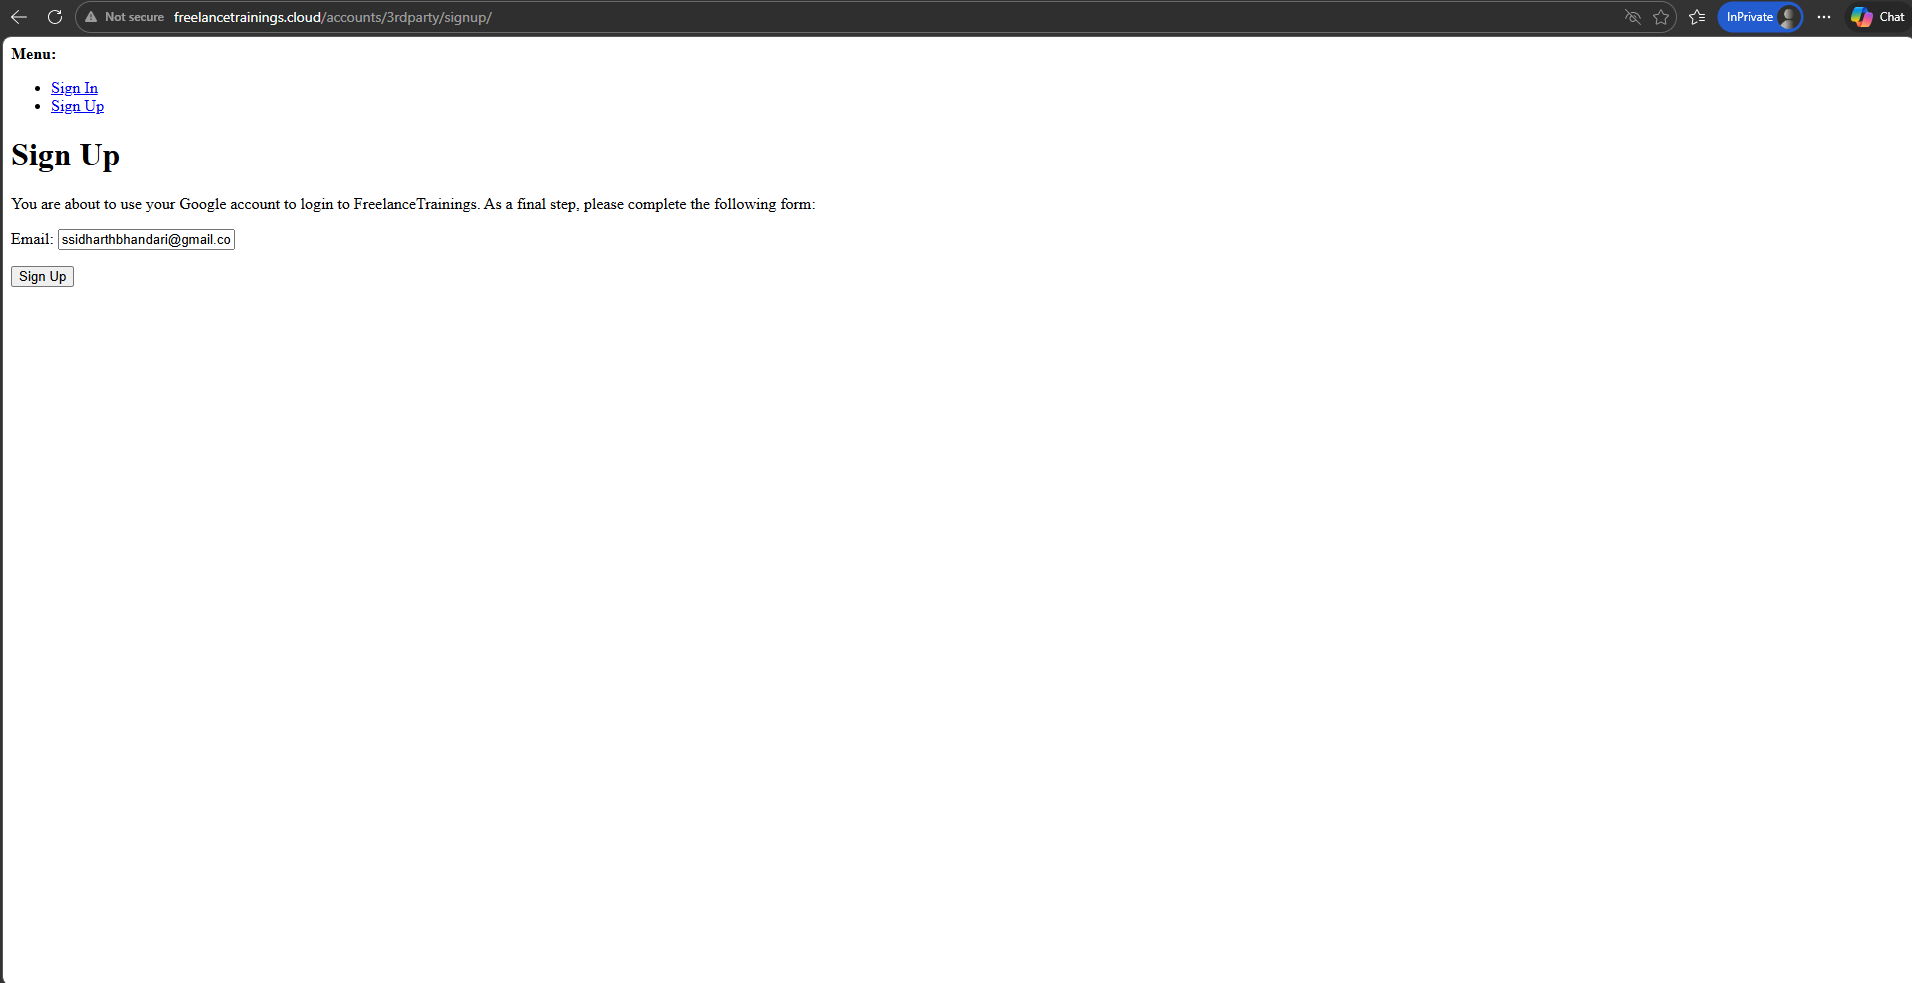 Not secure freelancetrainings.cloud/accounts/3rdparty/signup/ InPrivate Chat
Menu:
Sign In
Sign Up
Sign Up
You are about to use your Google account to login to FreelanceTrainings. As a final step, please complete the following form:
Email: ssidharthbhandari@gmail.co
Sign Up